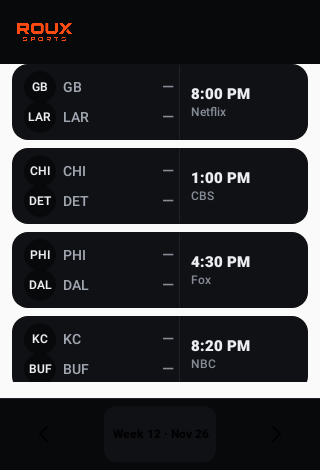 ROUX
SPORTS
GB GB —
8:00 PM
LAR LAR —
Netflix
CHI CHI —
1:00 PM
DET DET —
CBS
PHI PHI —
4:30 PM
DAL DAL —
Fox
KC KC —
8:20 PM
BUF BUF —
NBC
Week 12 · Nov 26